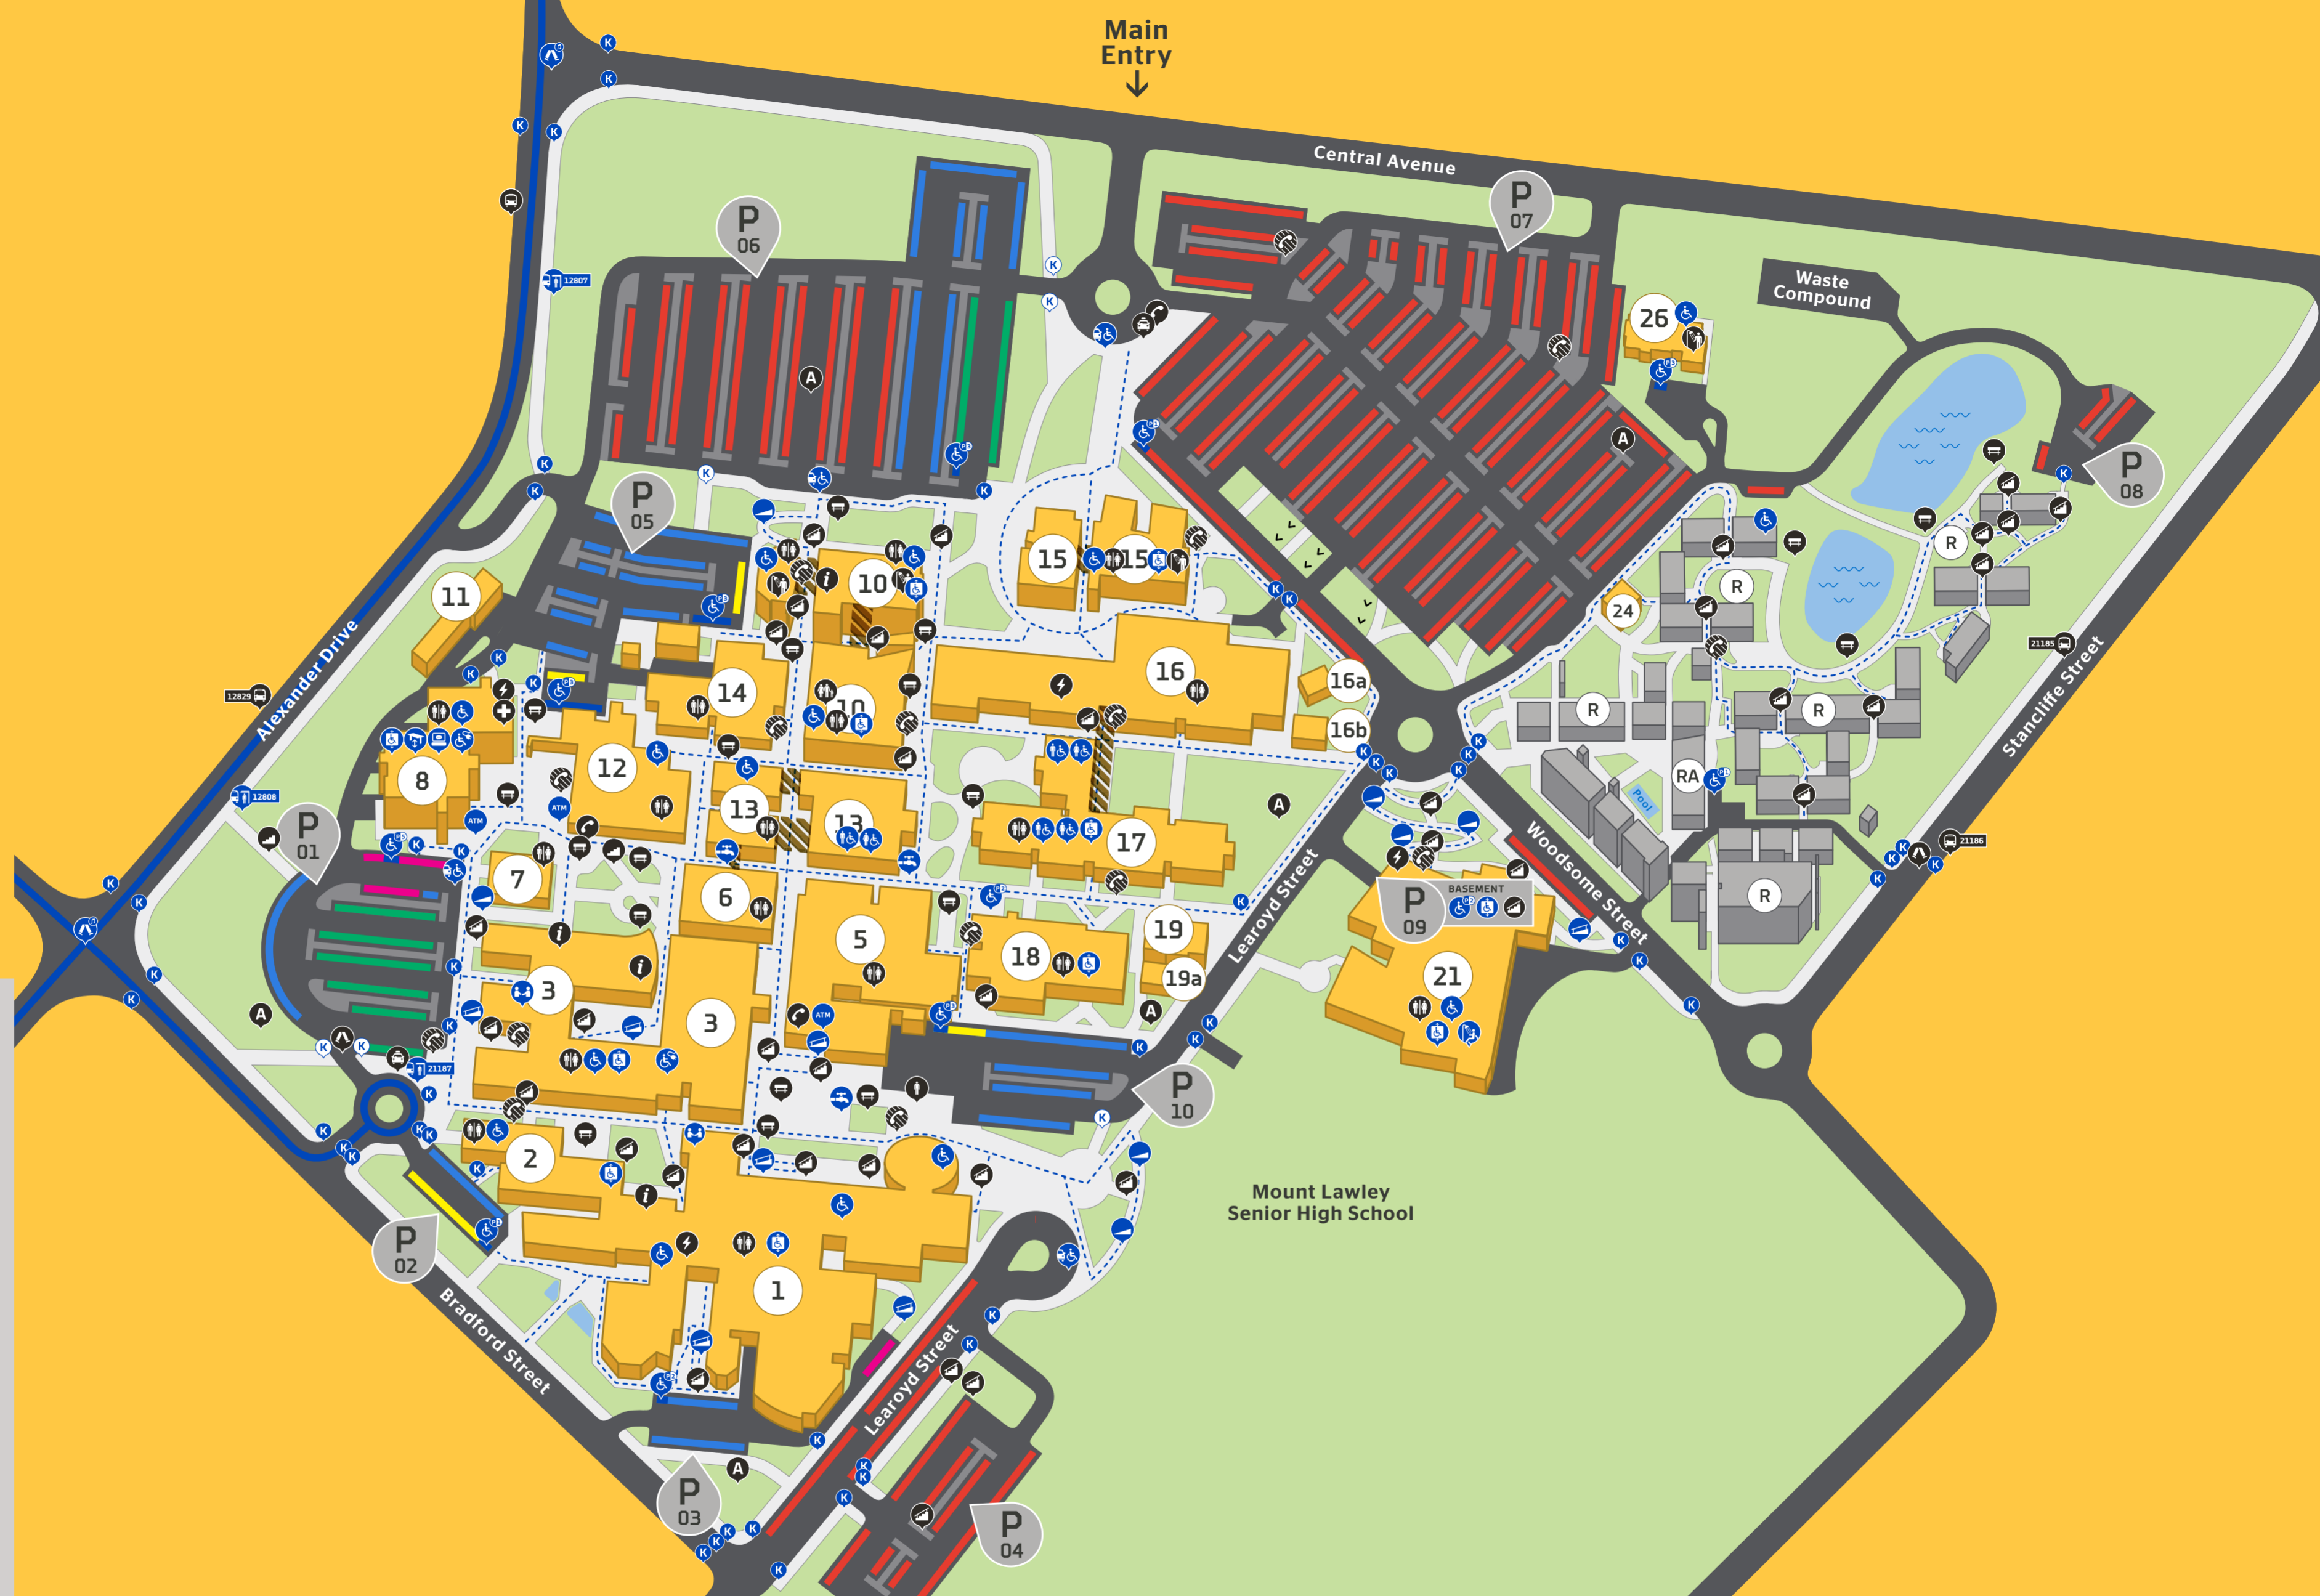 Main
Entry
Central Avenue
P
06
P
07
12807
Waste
Compound
26
P
05
P
08
11
10
15
15
24
R
R
16
16a
16b
14
10
12829
Alexander Drive
21185
Stancliffe Street
8
12
13
13
17
R
R
RA
Pool
12808
P
01
ATM
ATM
7
6
5
18
19
19a
Learoyd Street
Woodsome Street
21186
R
P
09
BASEMENT
21
3
3
ATM
21187
P
10
2
1
Mount Lawley
Senior High School
P
02
Bradford Street
Learoyd Street
P
03
P
04